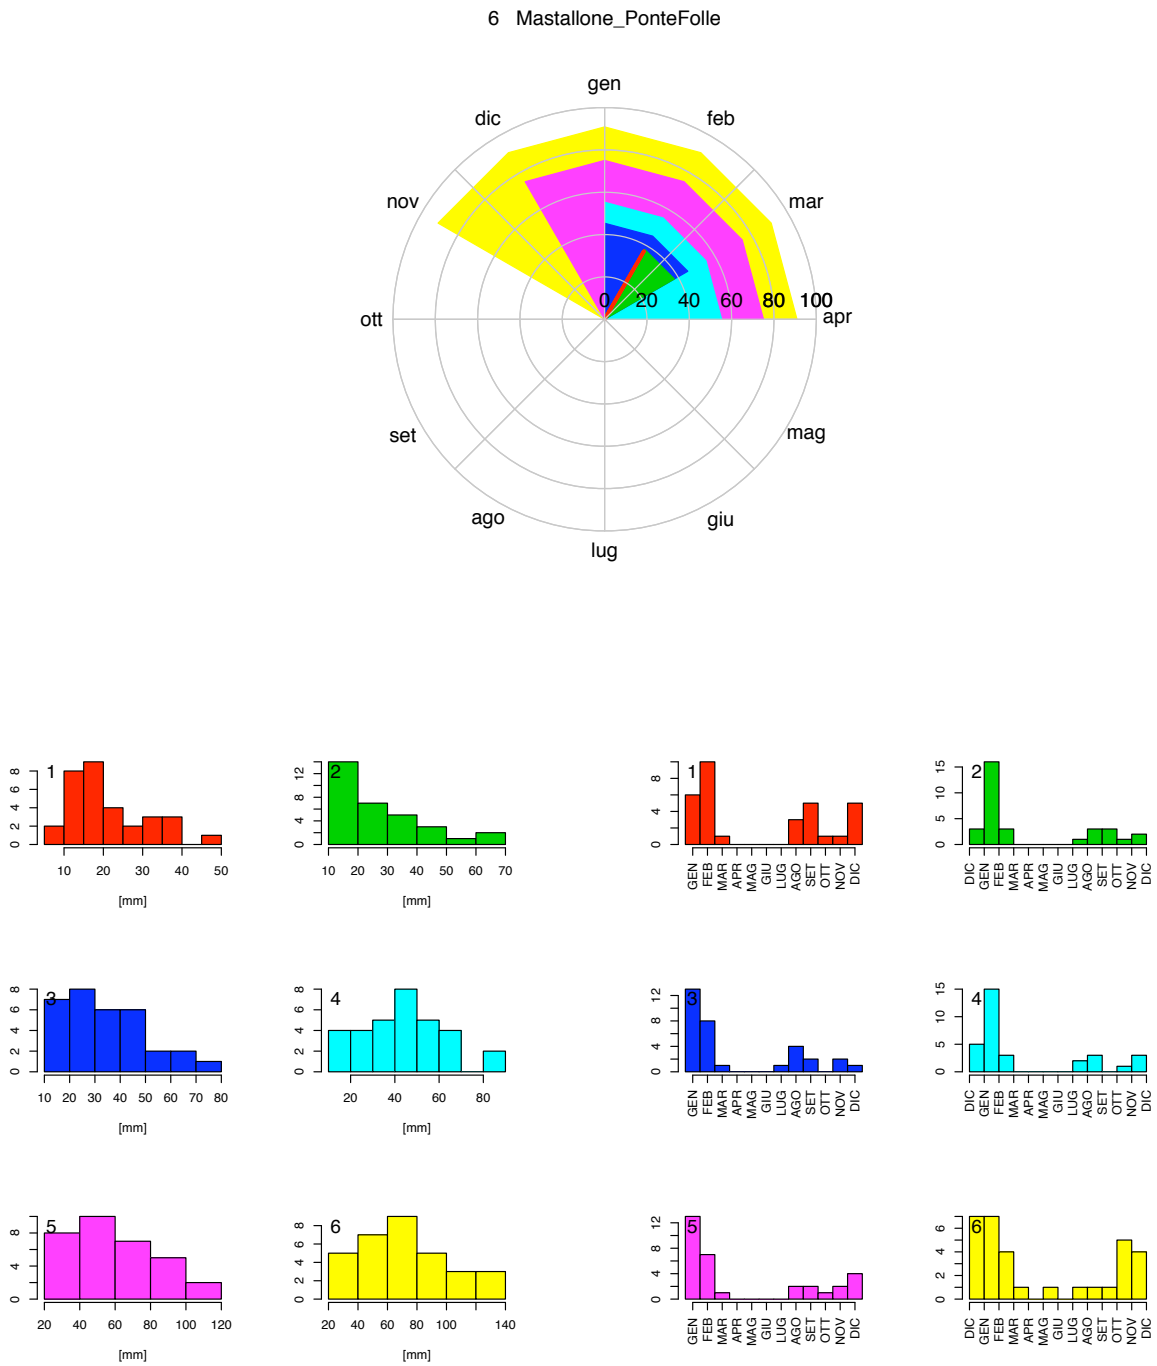 6 Mastallone_PonteFolle
gen
dic feb
nov mar
0 20 40 60 80 100
ott apr
set mag
ago giu
lug
1 2 1 2
0 2 4 6 8
0 4 8 12
0 4 8
0 5 10 15
10 20 30 40 50
10 20 30 40 50 60 70
GEN FEB MAR APR MAG GIU LUG AGO SET OTT NOV DIC
DIC GEN FEB MAR APR MAG GIU LUG AGO SET OTT NOV DIC
[mm] [mm]
3 4 3 4
0 2 4 6 8
0 2 4 6 8
0 4 8 12
0 5 10 15
10 20 30 40 50 60 70 80
20 40 60 80
GEN FEB MAR APR MAG GIU LUG AGO SET OTT NOV DIC
DIC GEN FEB MAR APR MAG GIU LUG AGO SET OTT NOV DIC
[mm] [mm]
5 6 5 6
0 4 8
0 2 4 6 8
0 4 8 12
0 2 4 6
20 40 60 80 100 120
20 40 60 80 100 140
GEN FEB MAR APR MAG GIU LUG AGO SET OTT NOV DIC
DIC GEN FEB MAR APR MAG GIU LUG AGO SET OTT NOV DIC
[mm] [mm]